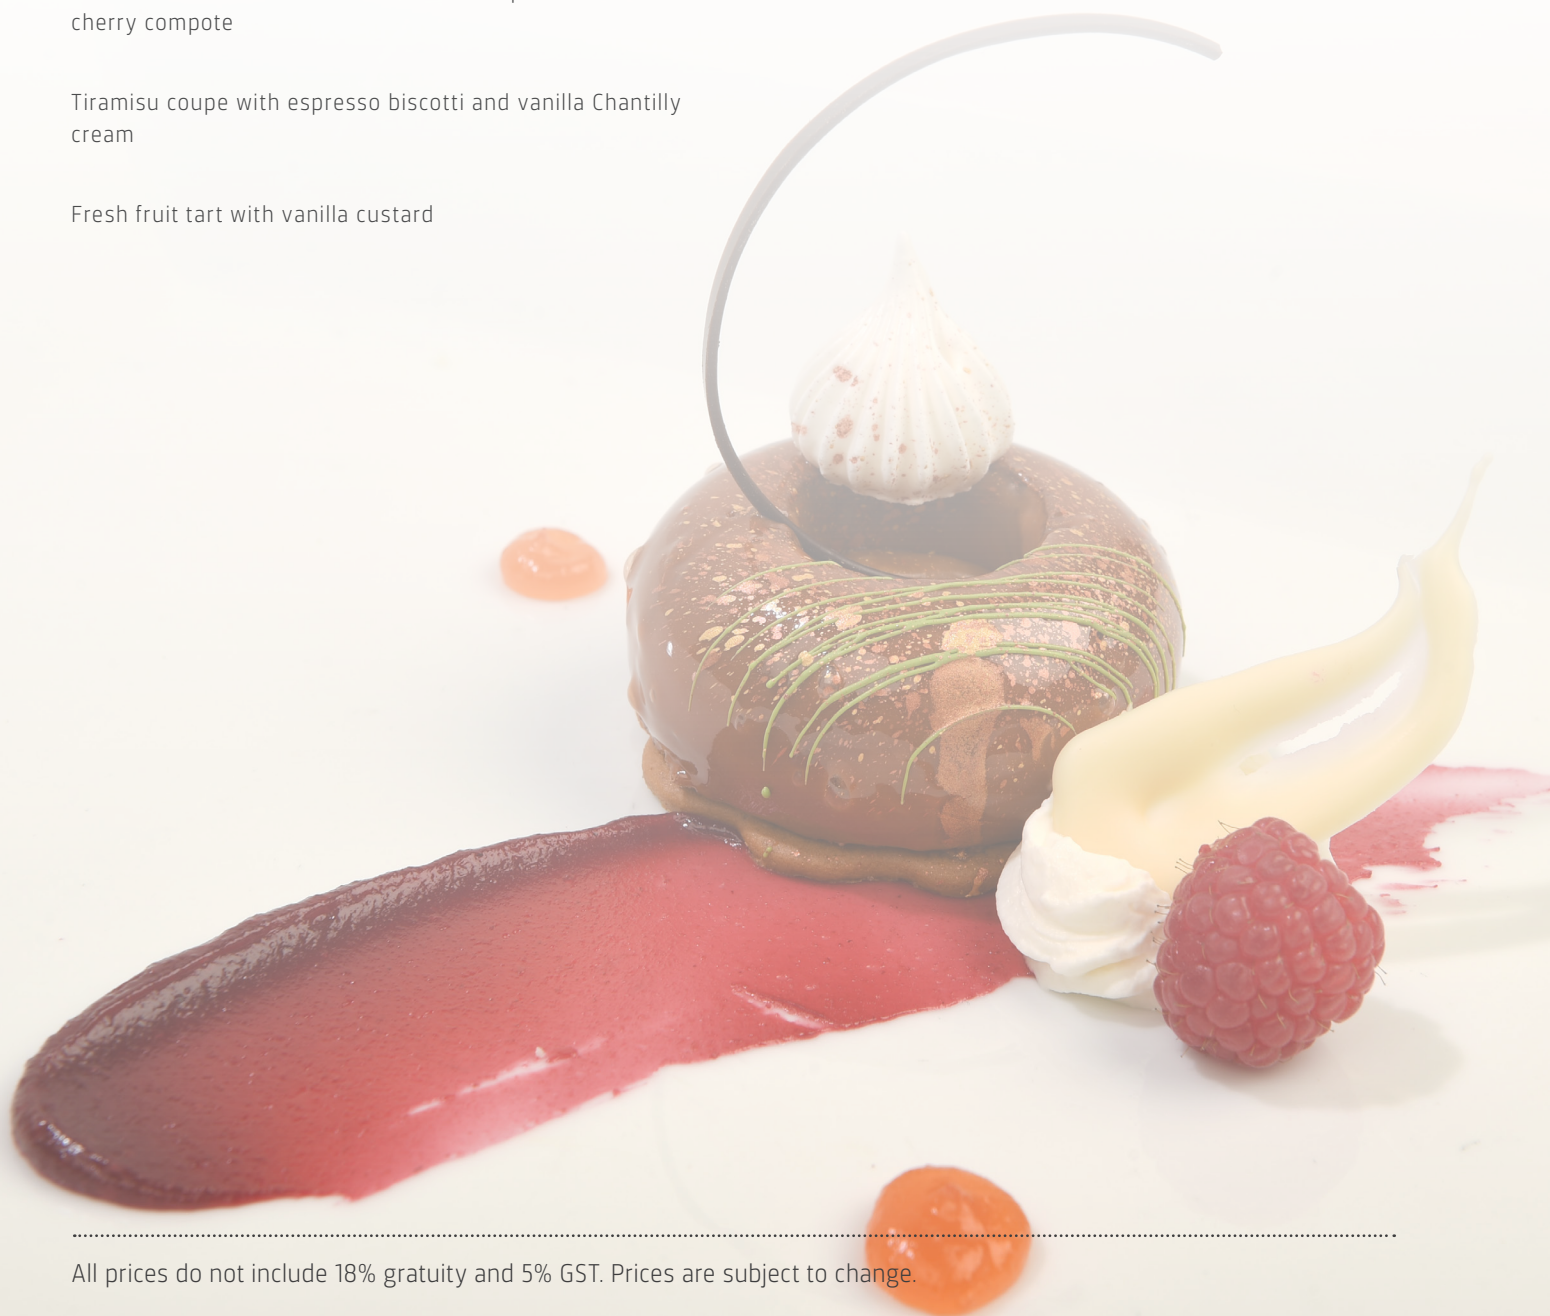 cherry compote
Tiramisu coupe with espresso biscotti and vanilla Chantilly
cream
Fresh fruit tart with vanilla custard
All prices do not include 18% gratuity and 5% GST. Prices are subject to change.